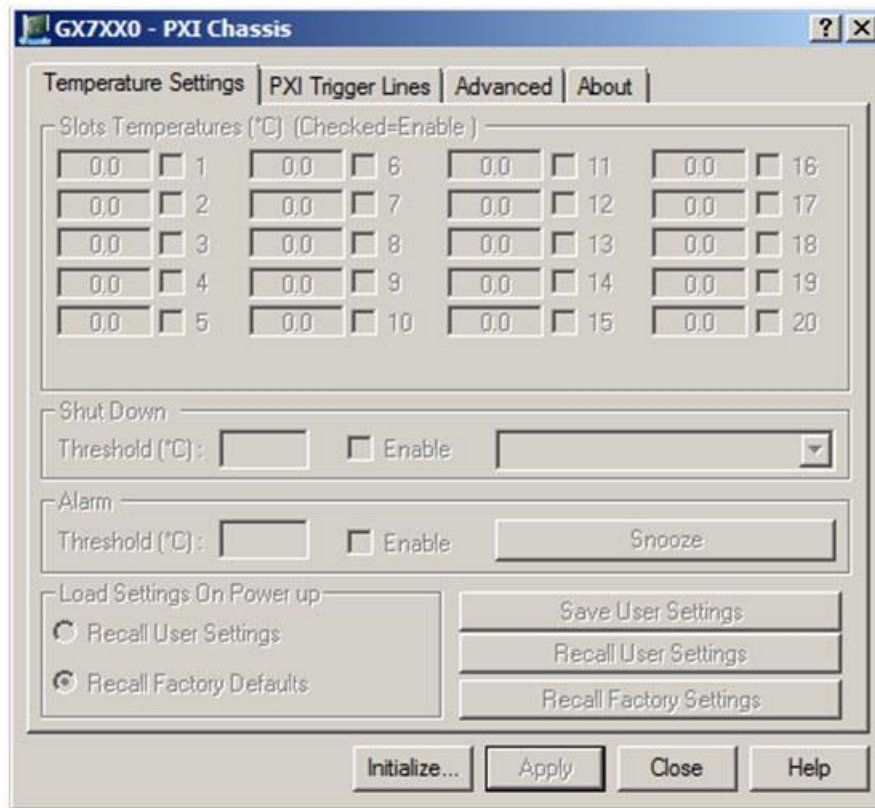 GX7XX0 - PXI Chassis
Temperature Settings PXI Trigger Lines Advanced About
Slots Temperatures (°C) (Checked=Enable )
0.0 1 0.0 6 0.0 11 0.0 16
0.0 2 0.0 7 0.0 12 0.0 17
0.0 3 0.0 8 0.0 13 0.0 18
0.0 4 0.0 9 0.0 14 0.0 19
0.0 5 0.0 10 0.0 15 0.0 20
Shut Down
Threshold (°C) : Enable
Alarm
Threshold (°C) : Enable Snooze
Load Settings On Power up
Recall User Settings
Recall Factory Defaults
Save User Settings
Recall User Settings
Recall Factory Settings
Initialize... Apply Close Help